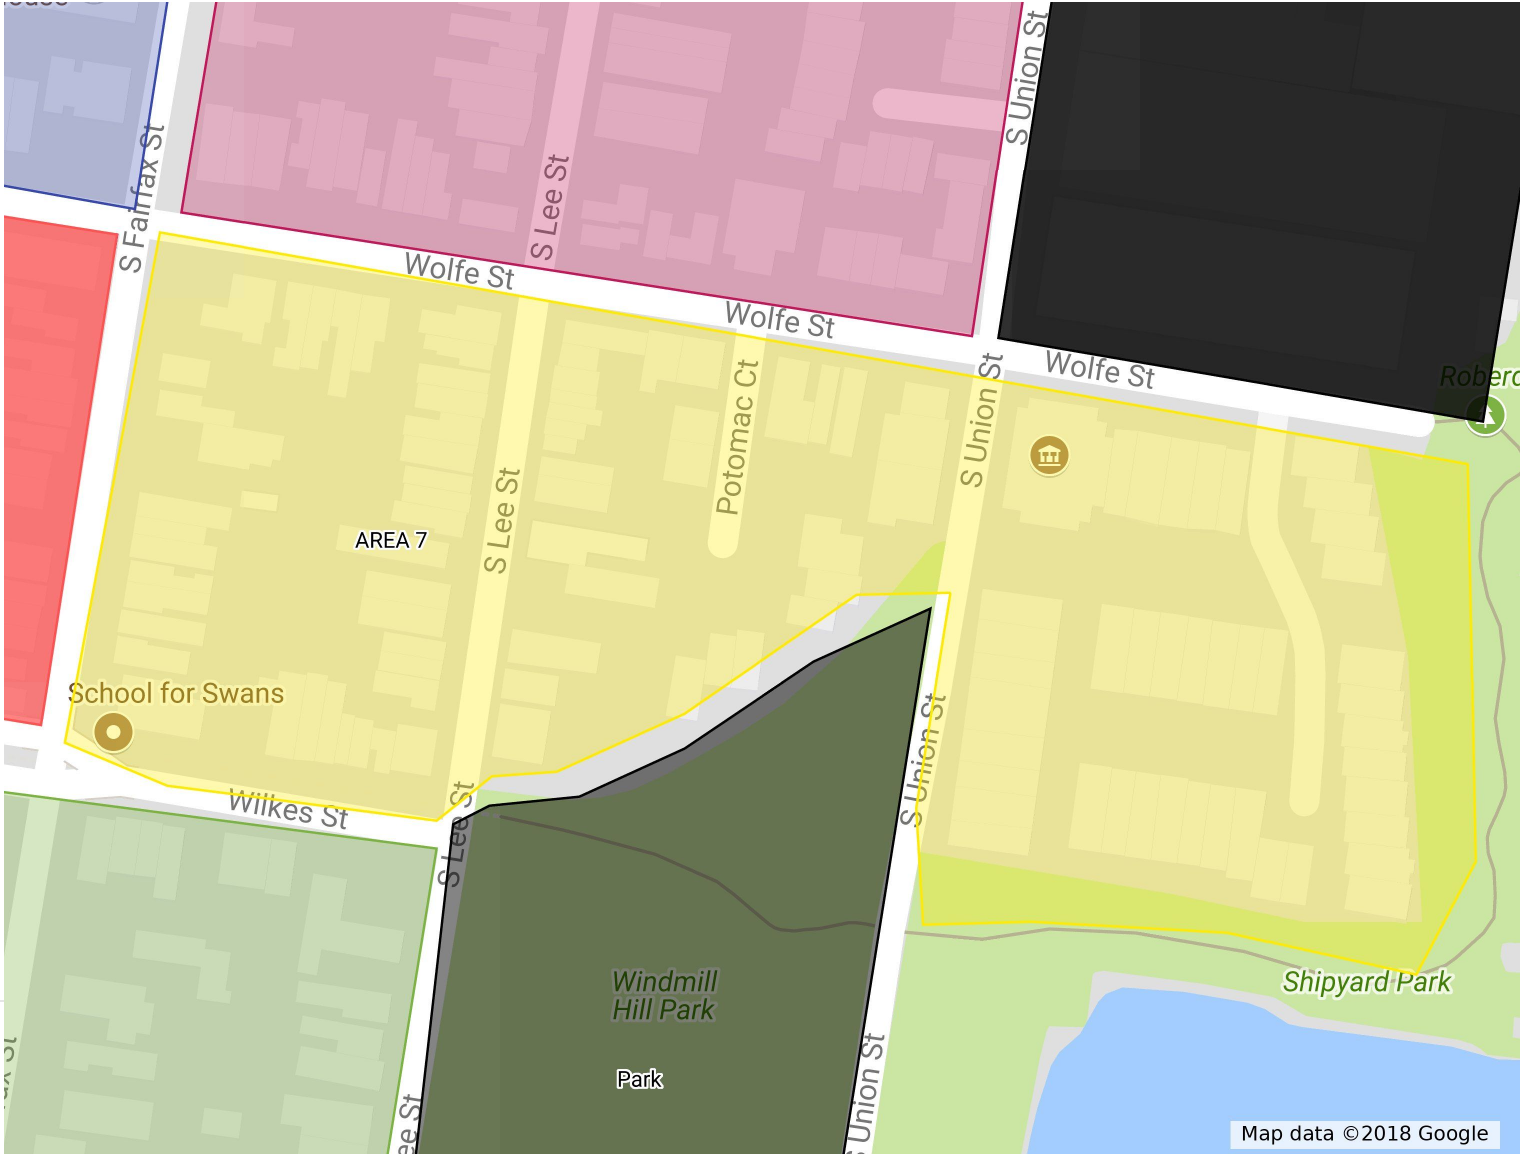 S Union St
S Fairfax St
S Lee St
Wolfe St
Wolfe St
Wolfe St
Potomac Ct
S Union St
S Lee St
AREA 7
School for Swans
S Union St
Wilkes St
S Lee St
Windmill
Hill Park
Shipyard Park
Park
S Union St
Map data ©2018 Google